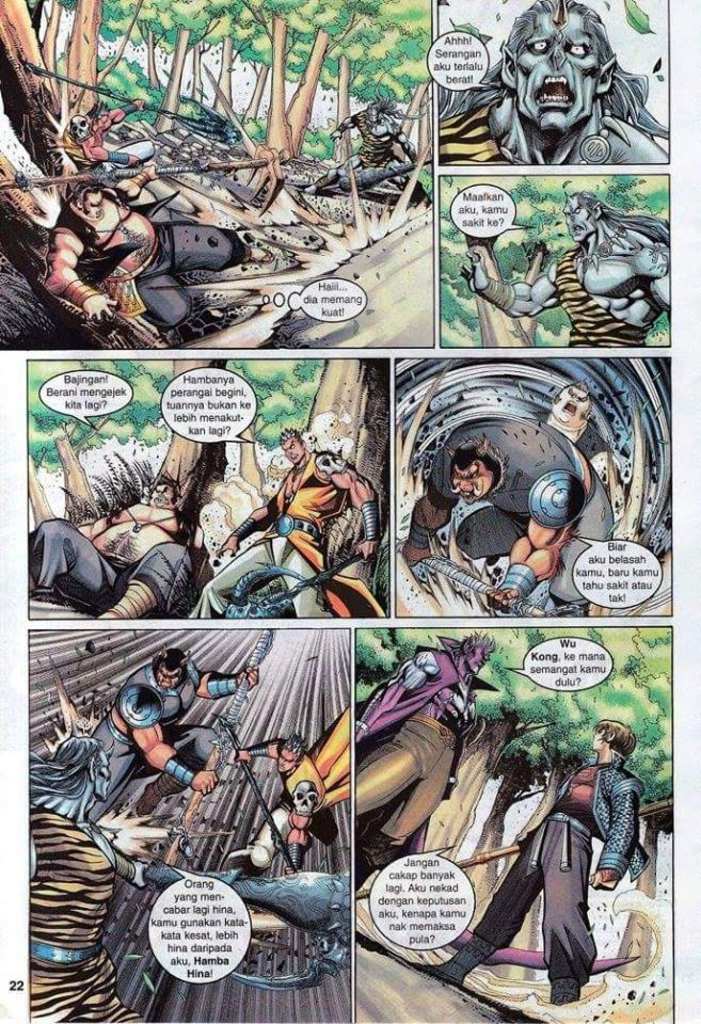 Haiii...
dia memang
kuat!
Ahhh!
Serangan
aku terlalu
berat!
Maafkan
aku, kamu
sakit ke?
Bajingan!
Berani mengejek
kita lagi?
Hambanya
perangai begini,
tuannya bukan ke
lebih menakut-
kan lagi?
Biar
aku belasah
kamu, baru kamu
tahu sakit atau
tak!
Orang
yang men-
cabar lagi hina,
kamu gunakan kata-
kata kesat, lebih
hina daripada
aku, Hamba
Hina!
Wu
Kong, ke mana
semangat kamu
dulu?
Jangan
cakap banyak
lagi. Aku nekad
dengan keputusan
aku, kenapa kamu
nak memaksa
pula?
22